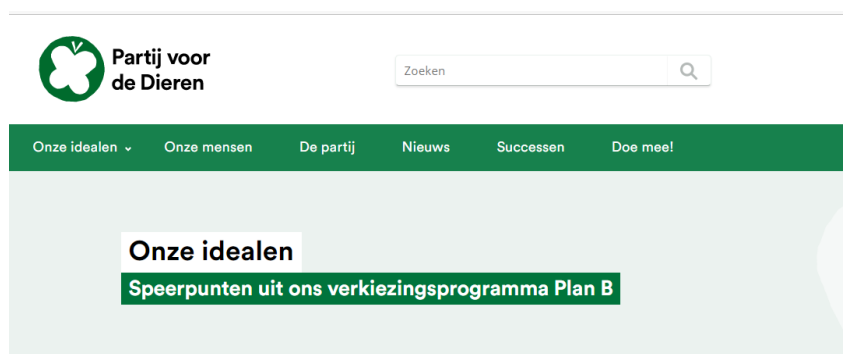 Partij voor
de Dieren
Zoeken
Onze idealen Onze mensen De partij Nieuws Successen Doe mee!
Onze idealen
Speerpunten uit ons verkiezingsprogramma Plan B